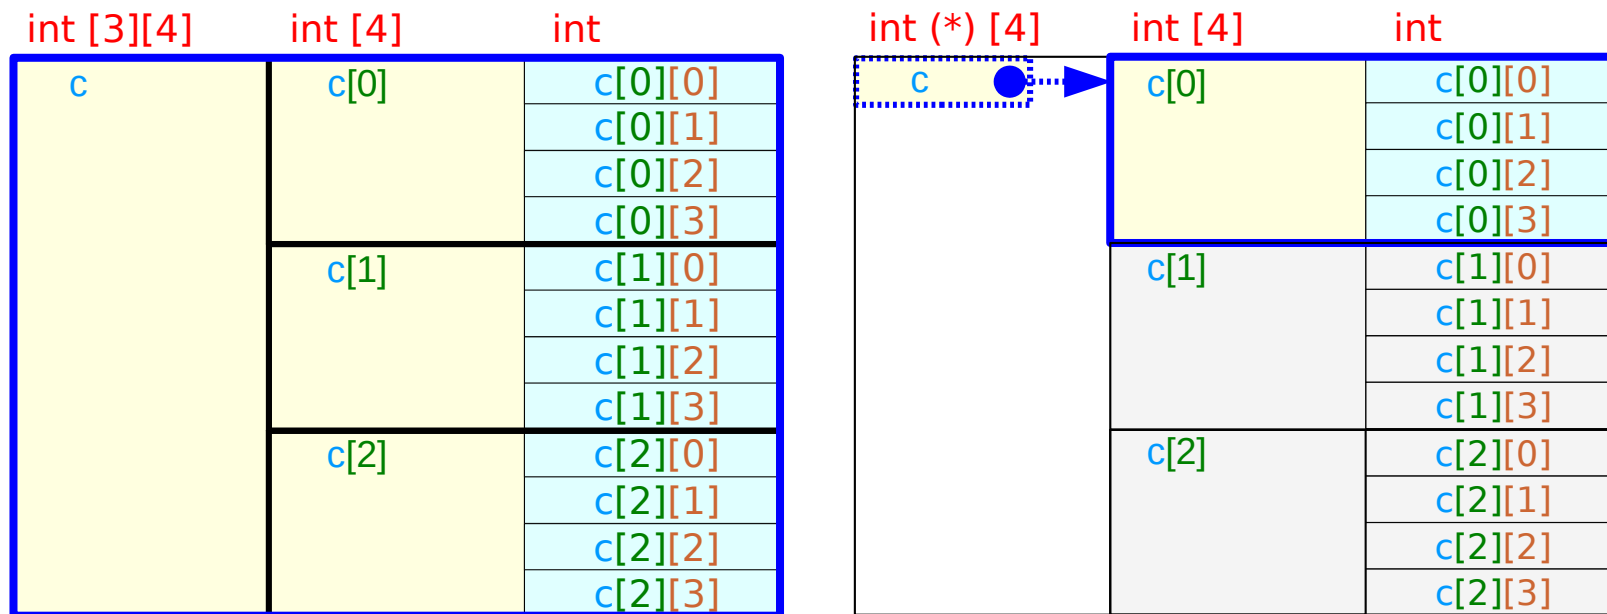 int [3][4] int [4] int int (*) [4] int [4] int
c c[0] c[0][0] c c[0] c[0][0]
c[0][1] c[0][1]
c[0][2] c[0][2]
c[0][3] c[0][3]
c[1] c[1][0] c[1] c[1][0]
c[1][1] c[1][1]
c[1][2] c[1][2]
c[1][3] c[1][3]
c[2] c[2][0] c[2] c[2][0]
c[2][1] c[2][1]
c[2][2] c[2][2]
c[2][3] c[2][3]